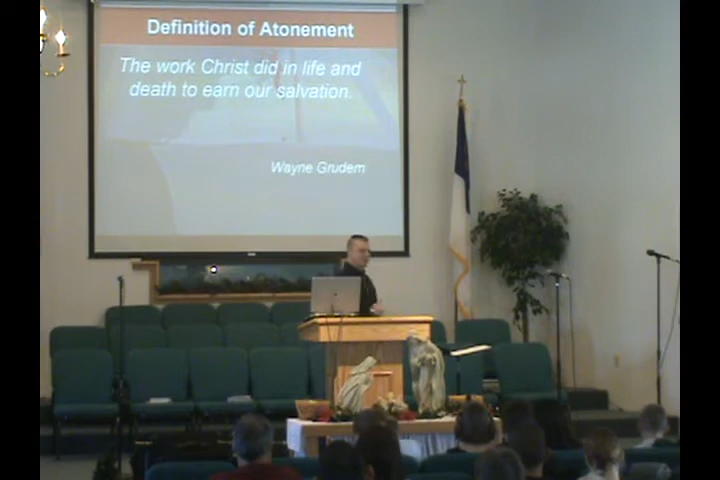 Definition of Atonement
The work Christ did in life and
death to earn our salvation.
Wayne Grudem